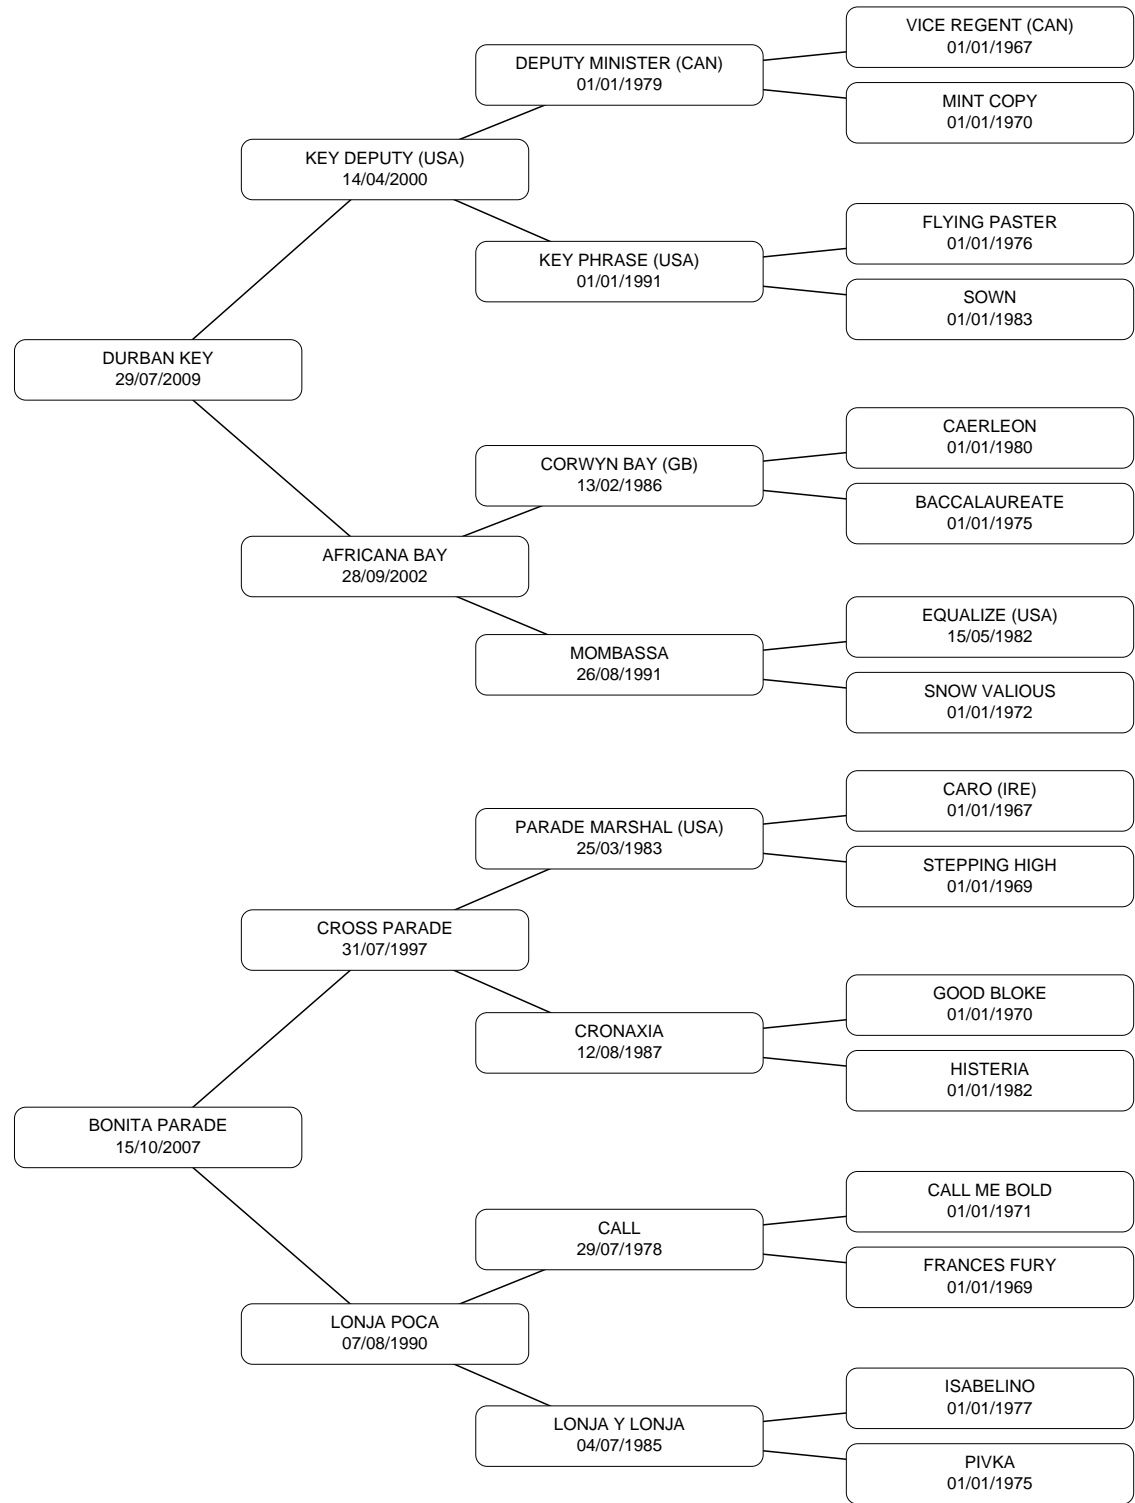 VICE REGENT (CAN)
01/01/1967
DEPUTY MINISTER (CAN)
01/01/1979
MINT COPY
01/01/1970
KEY DEPUTY (USA)
14/04/2000
FLYING PASTER
01/01/1976
KEY PHRASE (USA)
01/01/1991
SOWN
01/01/1983
DURBAN KEY
29/07/2009
CAERLEON
01/01/1980
CORWYN BAY (GB)
13/02/1986
BACCALAUREATE
01/01/1975
AFRICANA BAY
28/09/2002
EQUALIZE (USA)
15/05/1982
MOMBASSA
26/08/1991
SNOW VALIOUS
01/01/1972
CARO (IRE)
01/01/1967
PARADE MARSHAL (USA)
25/03/1983
STEPPING HIGH
01/01/1969
CROSS PARADE
31/07/1997
GOOD BLOKE
01/01/1970
CRONAXIA
12/08/1987
HISTERIA
01/01/1982
BONITA PARADE
15/10/2007
CALL ME BOLD
01/01/1971
CALL
29/07/1978
FRANCES FURY
01/01/1969
LONJA POCA
07/08/1990
ISABELINO
01/01/1977
LONJA Y LONJA
04/07/1985
PIVKA
01/01/1975